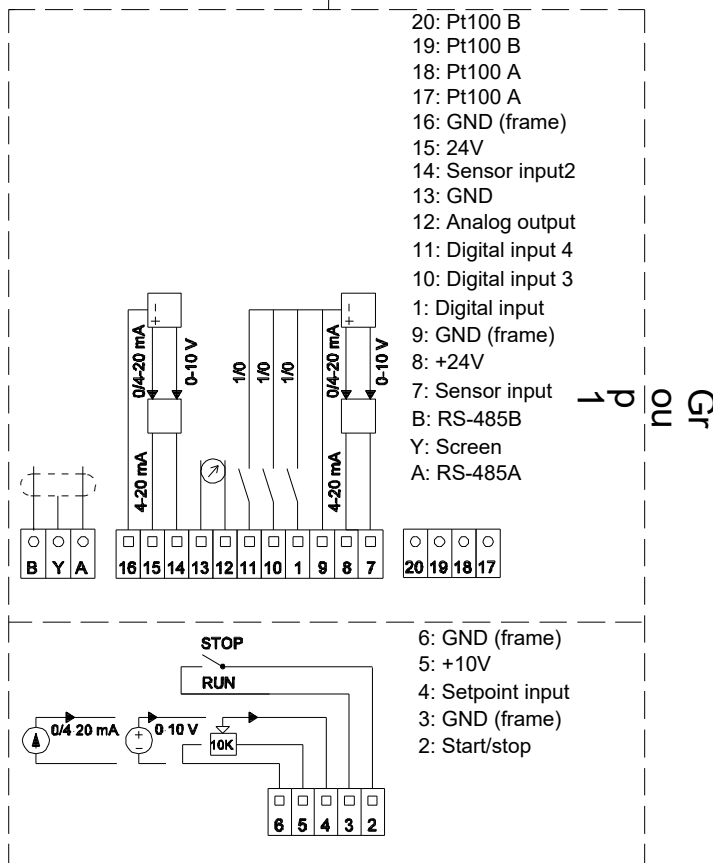 20: Pt100 B
19: Pt100 B
18: Pt100 A
17: Pt100 A
16: GND (frame)
15: 24V
14: Sensor input2
13: GND
12: Analog output
11: Digital input 4
10: Digital input 3
1: Digital input
9: GND (frame)
8: +24V
7: Sensor input
B: RS-485B
Y: Screen
A: RS-485A
Gr
ou
p
1
- +
0/4-20 mA
0-10 V
1/0
1/0
1/0
- +
0/4-20 mA
0-10 V
4-20 mA
4-20 mA
B Y A
16 15 14 13 12 11 10 1 9 8 7
20 19 18 17
STOP
RUN
0/4-20 mA
+ -
0-10 V
10K
6 5 4 3 2
6: GND (frame)
5: +10V
4: Setpoint input
3: GND (frame)
2: Start/stop